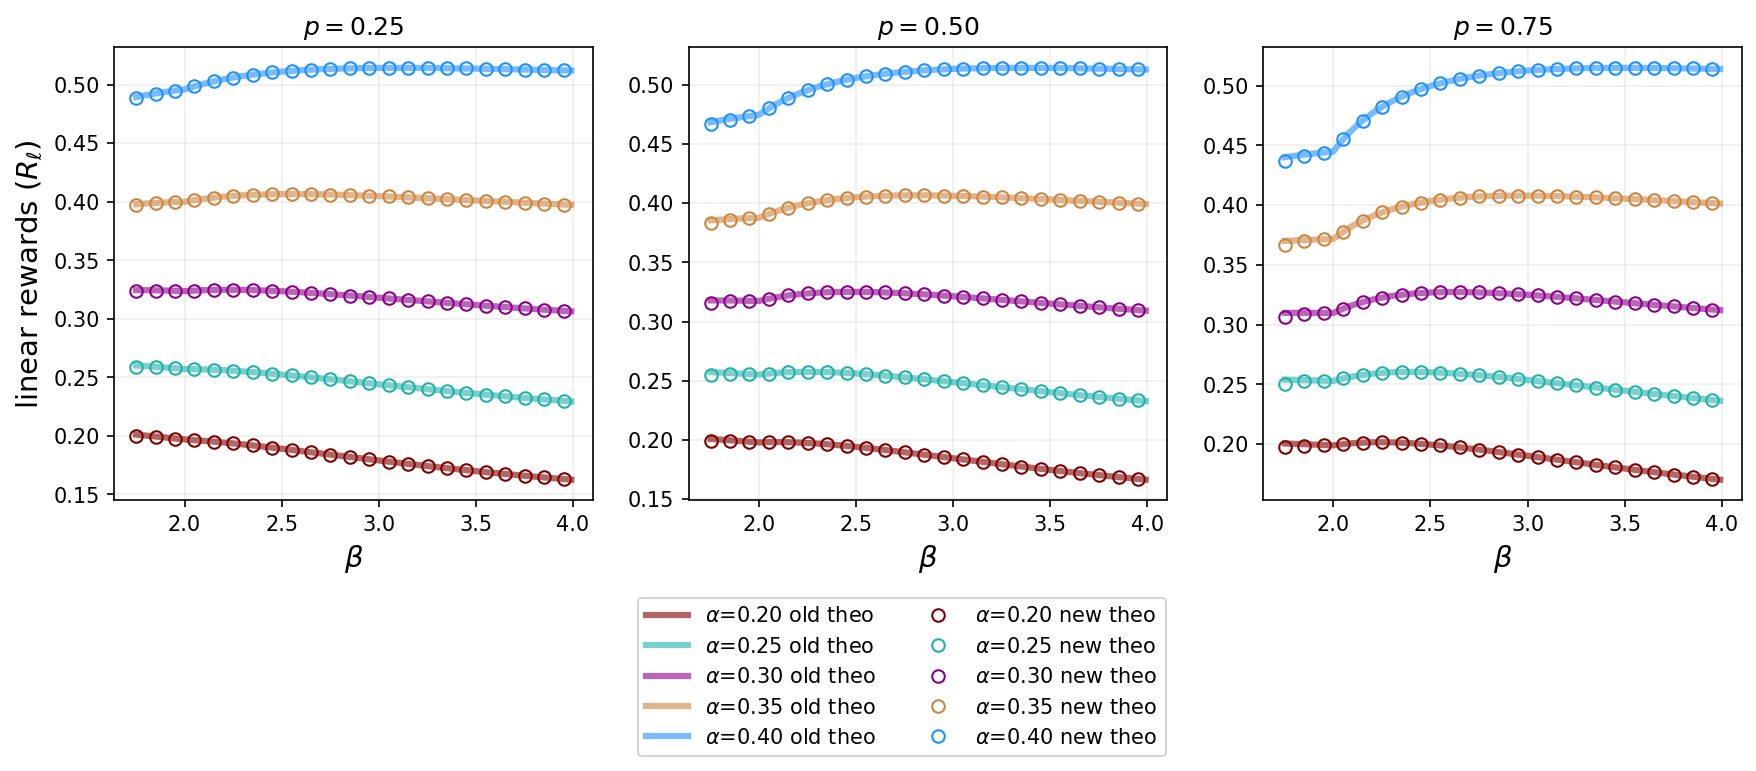 p = 0.25
p = 0.50
p = 0.75
linear rewards (Rℓ)
0.50
0.45
0.40
0.35
0.30
0.25
0.20
0.15
2.0 2.5 3.0 3.5 4.0
β
0.50
0.45
0.40
0.35
0.30
0.25
0.20
0.15
2.0 2.5 3.0 3.5 4.0
β
0.50
0.45
0.40
0.35
0.30
0.25
0.20
2.0 2.5 3.0 3.5 4.0
β
α=0.20 old theo
α=0.25 old theo
α=0.30 old theo
α=0.35 old theo
α=0.40 old theo
α=0.20 new theo
α=0.25 new theo
α=0.30 new theo
α=0.35 new theo
α=0.40 new theo